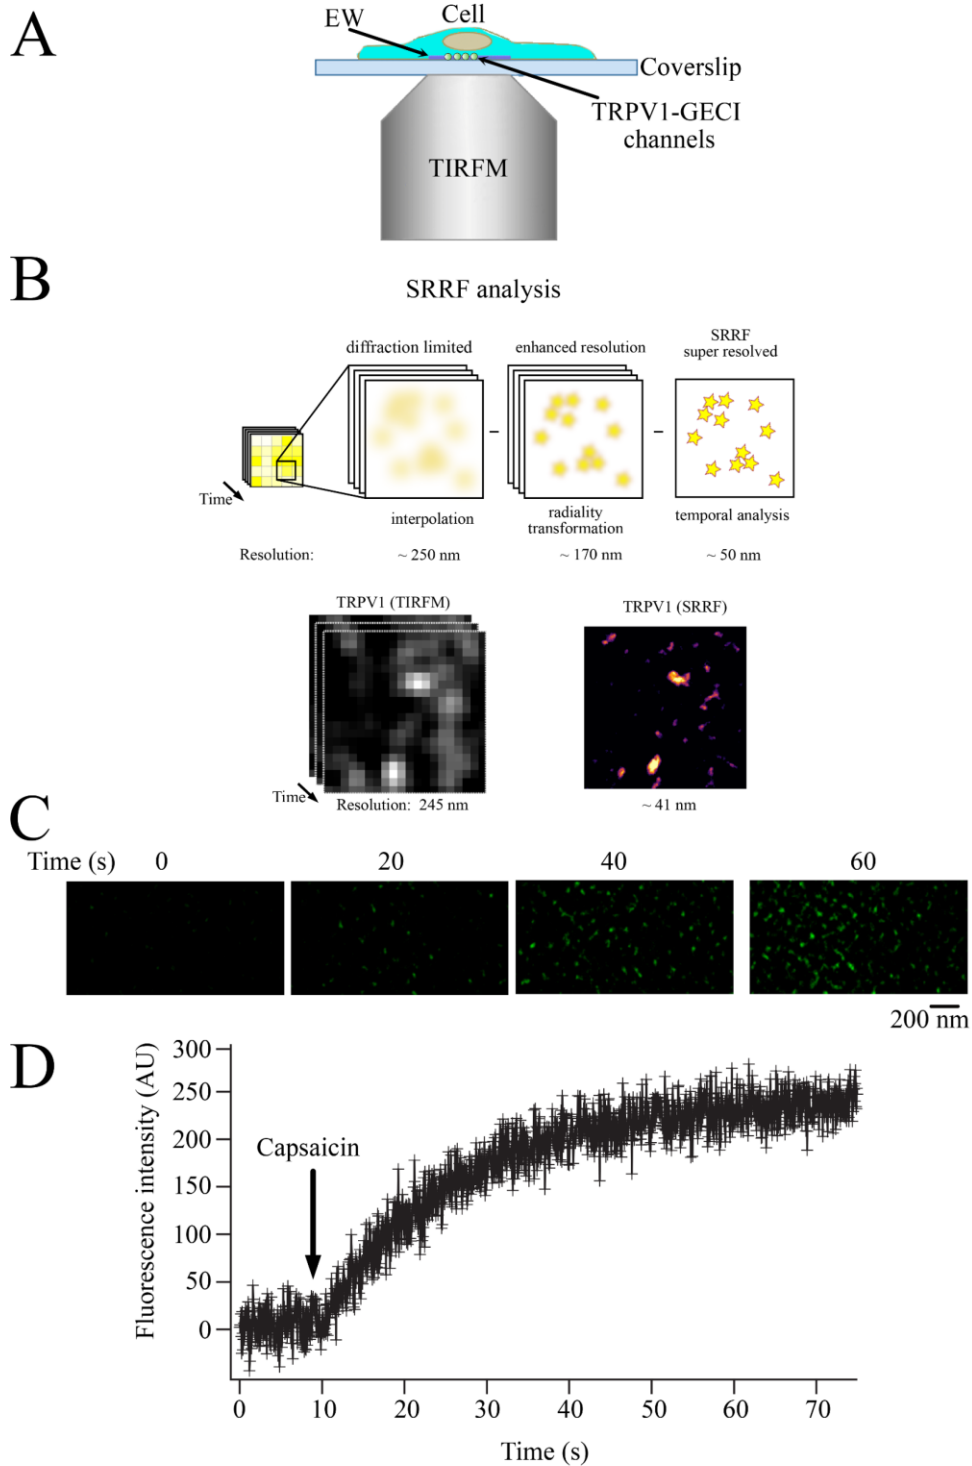 A
EW
Cell
Coverslip
TRPV1-GECI
channels
TIRFM
B
SRRF analysis
diffraction limited
enhanced resolution
SRRF
super resolved
Time
interpolation
radiality
transformation
temporal analysis
Resolution:
~ 250 nm
~ 170 nm
~ 50 nm
TRPV1 (TIRFM)
TRPV1 (SRRF)
Time
Resolution: 245 nm
~ 41 nm
C
Time (s) 0 20 40 60
200 nm
D
Fluorescence intensity (AU)
300
250
200
150
100
50
0
Capsaicin
0 10 20 30 40 50 60 70
Time (s)